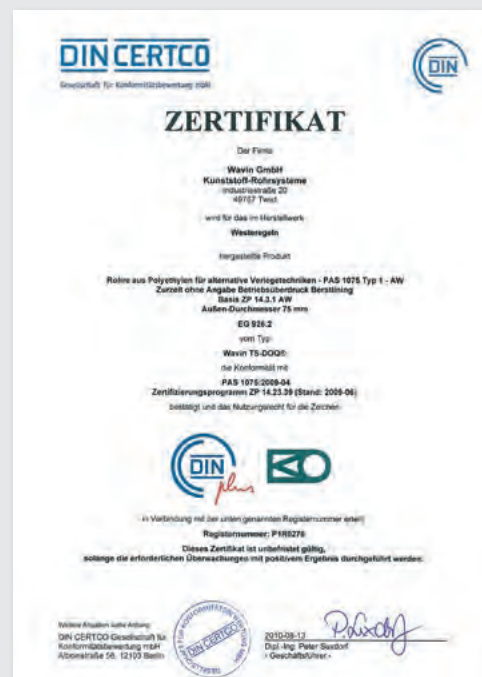 DIN CERTCO
Gesellschaft für Konformitätsbewertung mbH
DIN
ZERTIFIKAT
Der Firma
Wavin GmbH
Kunststoff-Rohrsysteme
Industriestraße 20
49767 Twist
wird für das im Herstellwerk
Westeregeln
hergestellte Produkt
Rohre aus Polyethylen für alternative Verlegetechniken - PAS 1075 Typ 1 - AW
Zurzeit ohne Angabe Betriebsüberdruck Berstlining
Basis ZP 14.3.1 AW
Außen-Durchmesser 75 mm
EG 926.2
vom Typ
Wavin TS-DOQ®
die Konformität mit
PAS 1075:2009-04
Zertifizierungsprogramm ZP 14.23.39 (Stand: 2009-06)
bestätigt und das Nutzungsrecht für die Zeichen
DIN
plus
in Verbindung mit der unten genannten Registernummer erteilt
Registernummer: P1R0276
Dieses Zertifikat ist unbefristet gültig,
solange die erforderlichen Überwachungen mit positivem Ergebnis durchgeführt werden.
Weitere Angaben siehe Anhang
DIN CERTCO Gesellschaft für
Konformitätsbewertung mbH
Alboinstraße 56, 12103 Berlin
DIN CERTCO
2010-08-13
Dipl.-Ing. Peter Suxdorf
- Geschäftsführer -